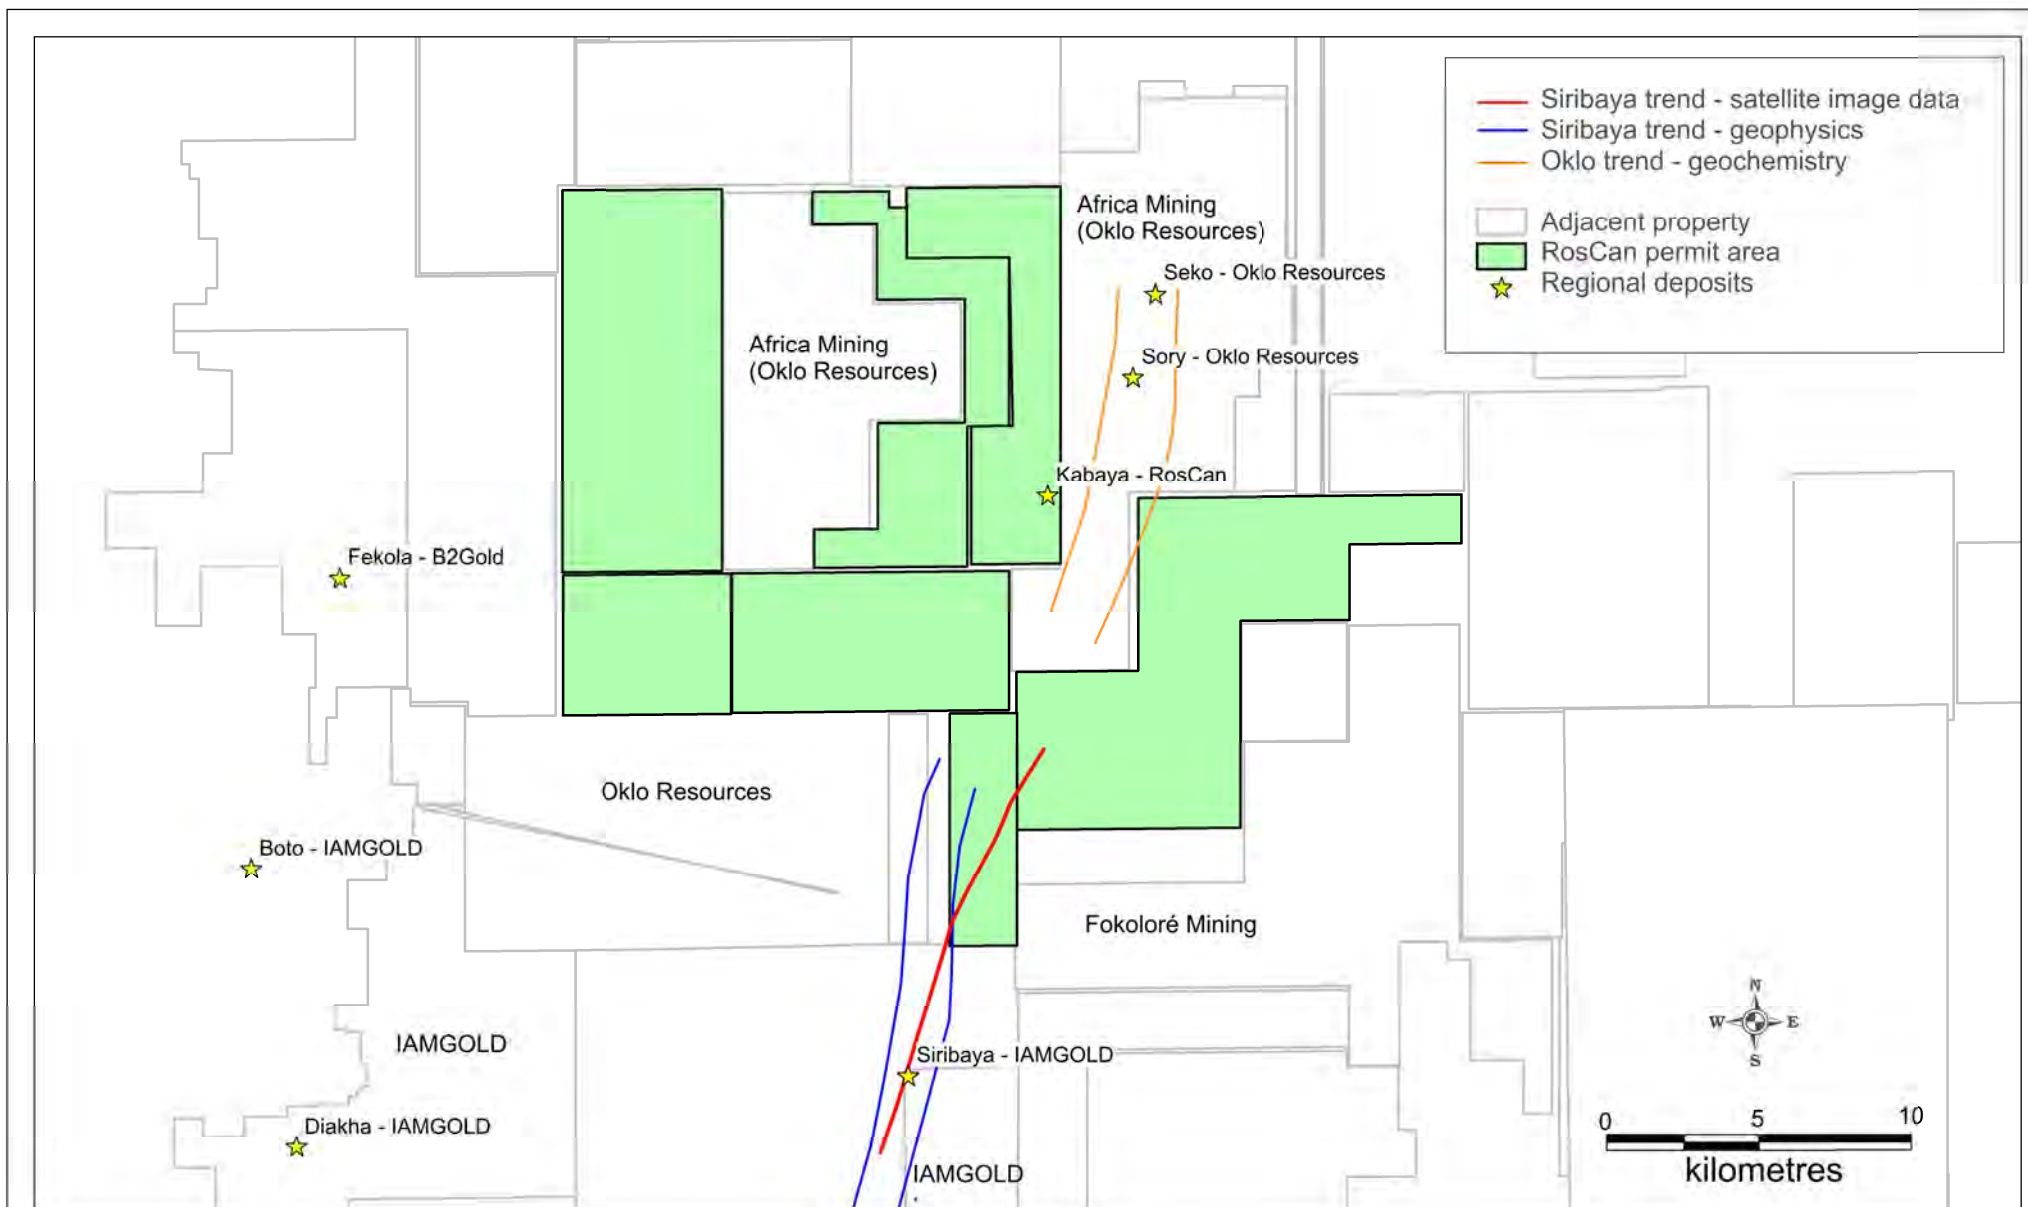 Siribaya trend - satellite image data
Siribaya trend - geophysics
Oklo trend - geochemistry
Adjacent property
RosCan permit area
Regional deposits
Africa Mining
(Oklo Resources)
Seko - Oklo Resources
Africa Mining
(Oklo Resources)
Sory - Oklo Resources
Kabaya - RosCan
Fekola - B2Gold
Oklo Resources
Boto - IAMGOLD
Fokoloré Mining
IAMGOLD
Siribaya - IAMGOLD
Diakha - IAMGOLD
IAMGOLD
N
W E
S
0 5 10
kilometres